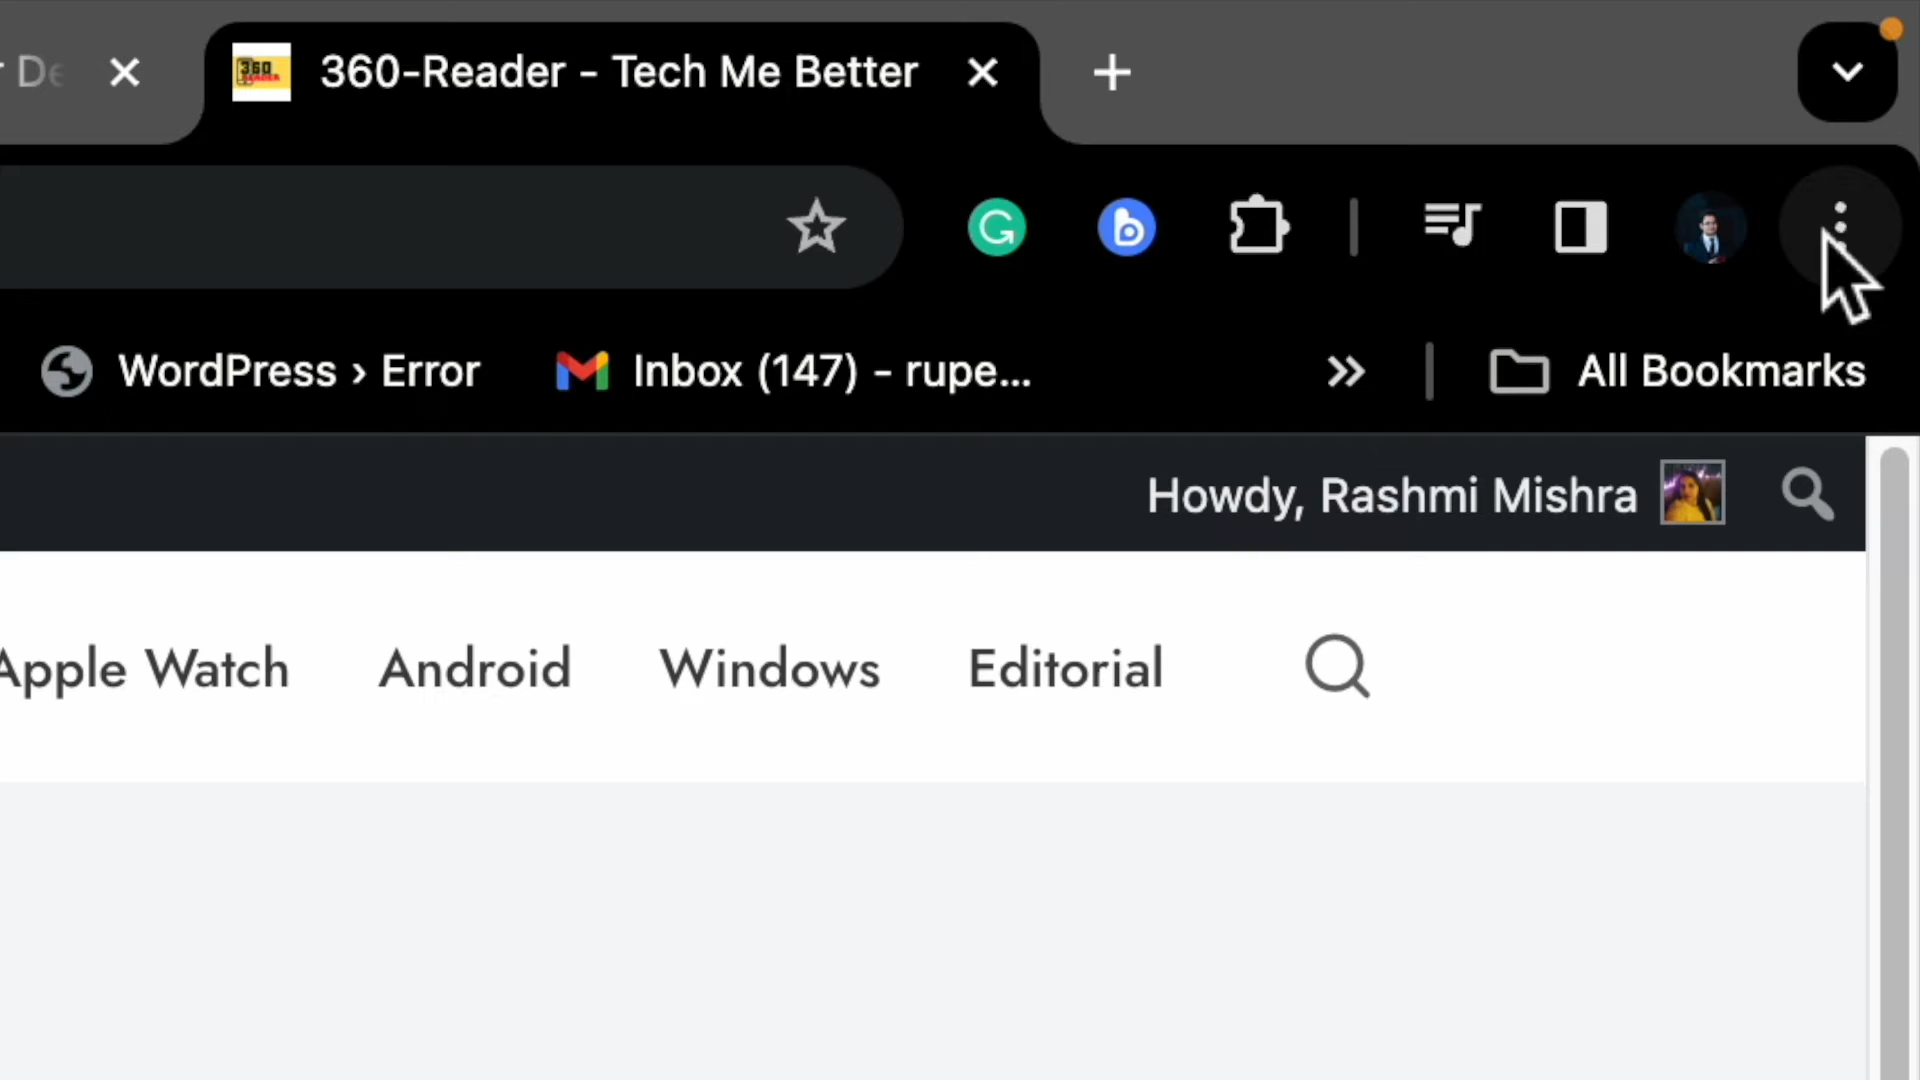 De
360-Reader - Tech Me Better
WordPress › Error
Inbox (147) - rupe...
All Bookmarks
Howdy, Rashmi Mishra
Apple Watch
Android
Windows
Editorial